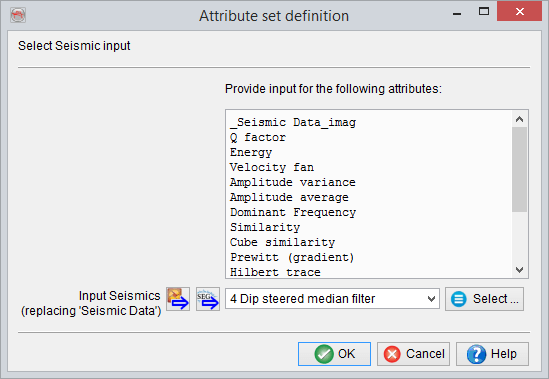 Attribute set definition
Select Seismic input
Provide input for the following attributes:
_Seismic Data_imag
Q factor
Energy
Velocity fan
Amplitude variance
Amplitude average
Dominant Frequency
Similarity
Cube similarity
Prewitt (gradient)
Hilbert trace
Input Seismics
(replacing 'Seismic Data')
SEG
4 Dip steered median filter
Select ...
OK
Cancel
Help